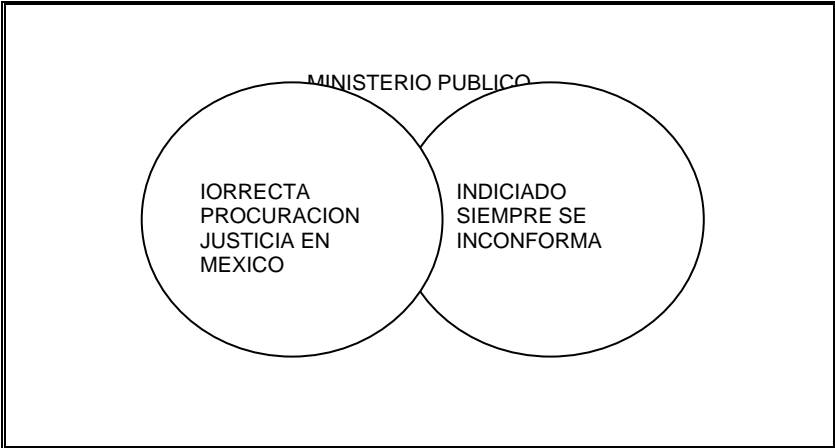 MINISTERIO PUBLICO
IORRECTA
PROCURACION
JUSTICIA EN
MEXICO
INDICIADO
SIEMPRE SE
INCONFORMA